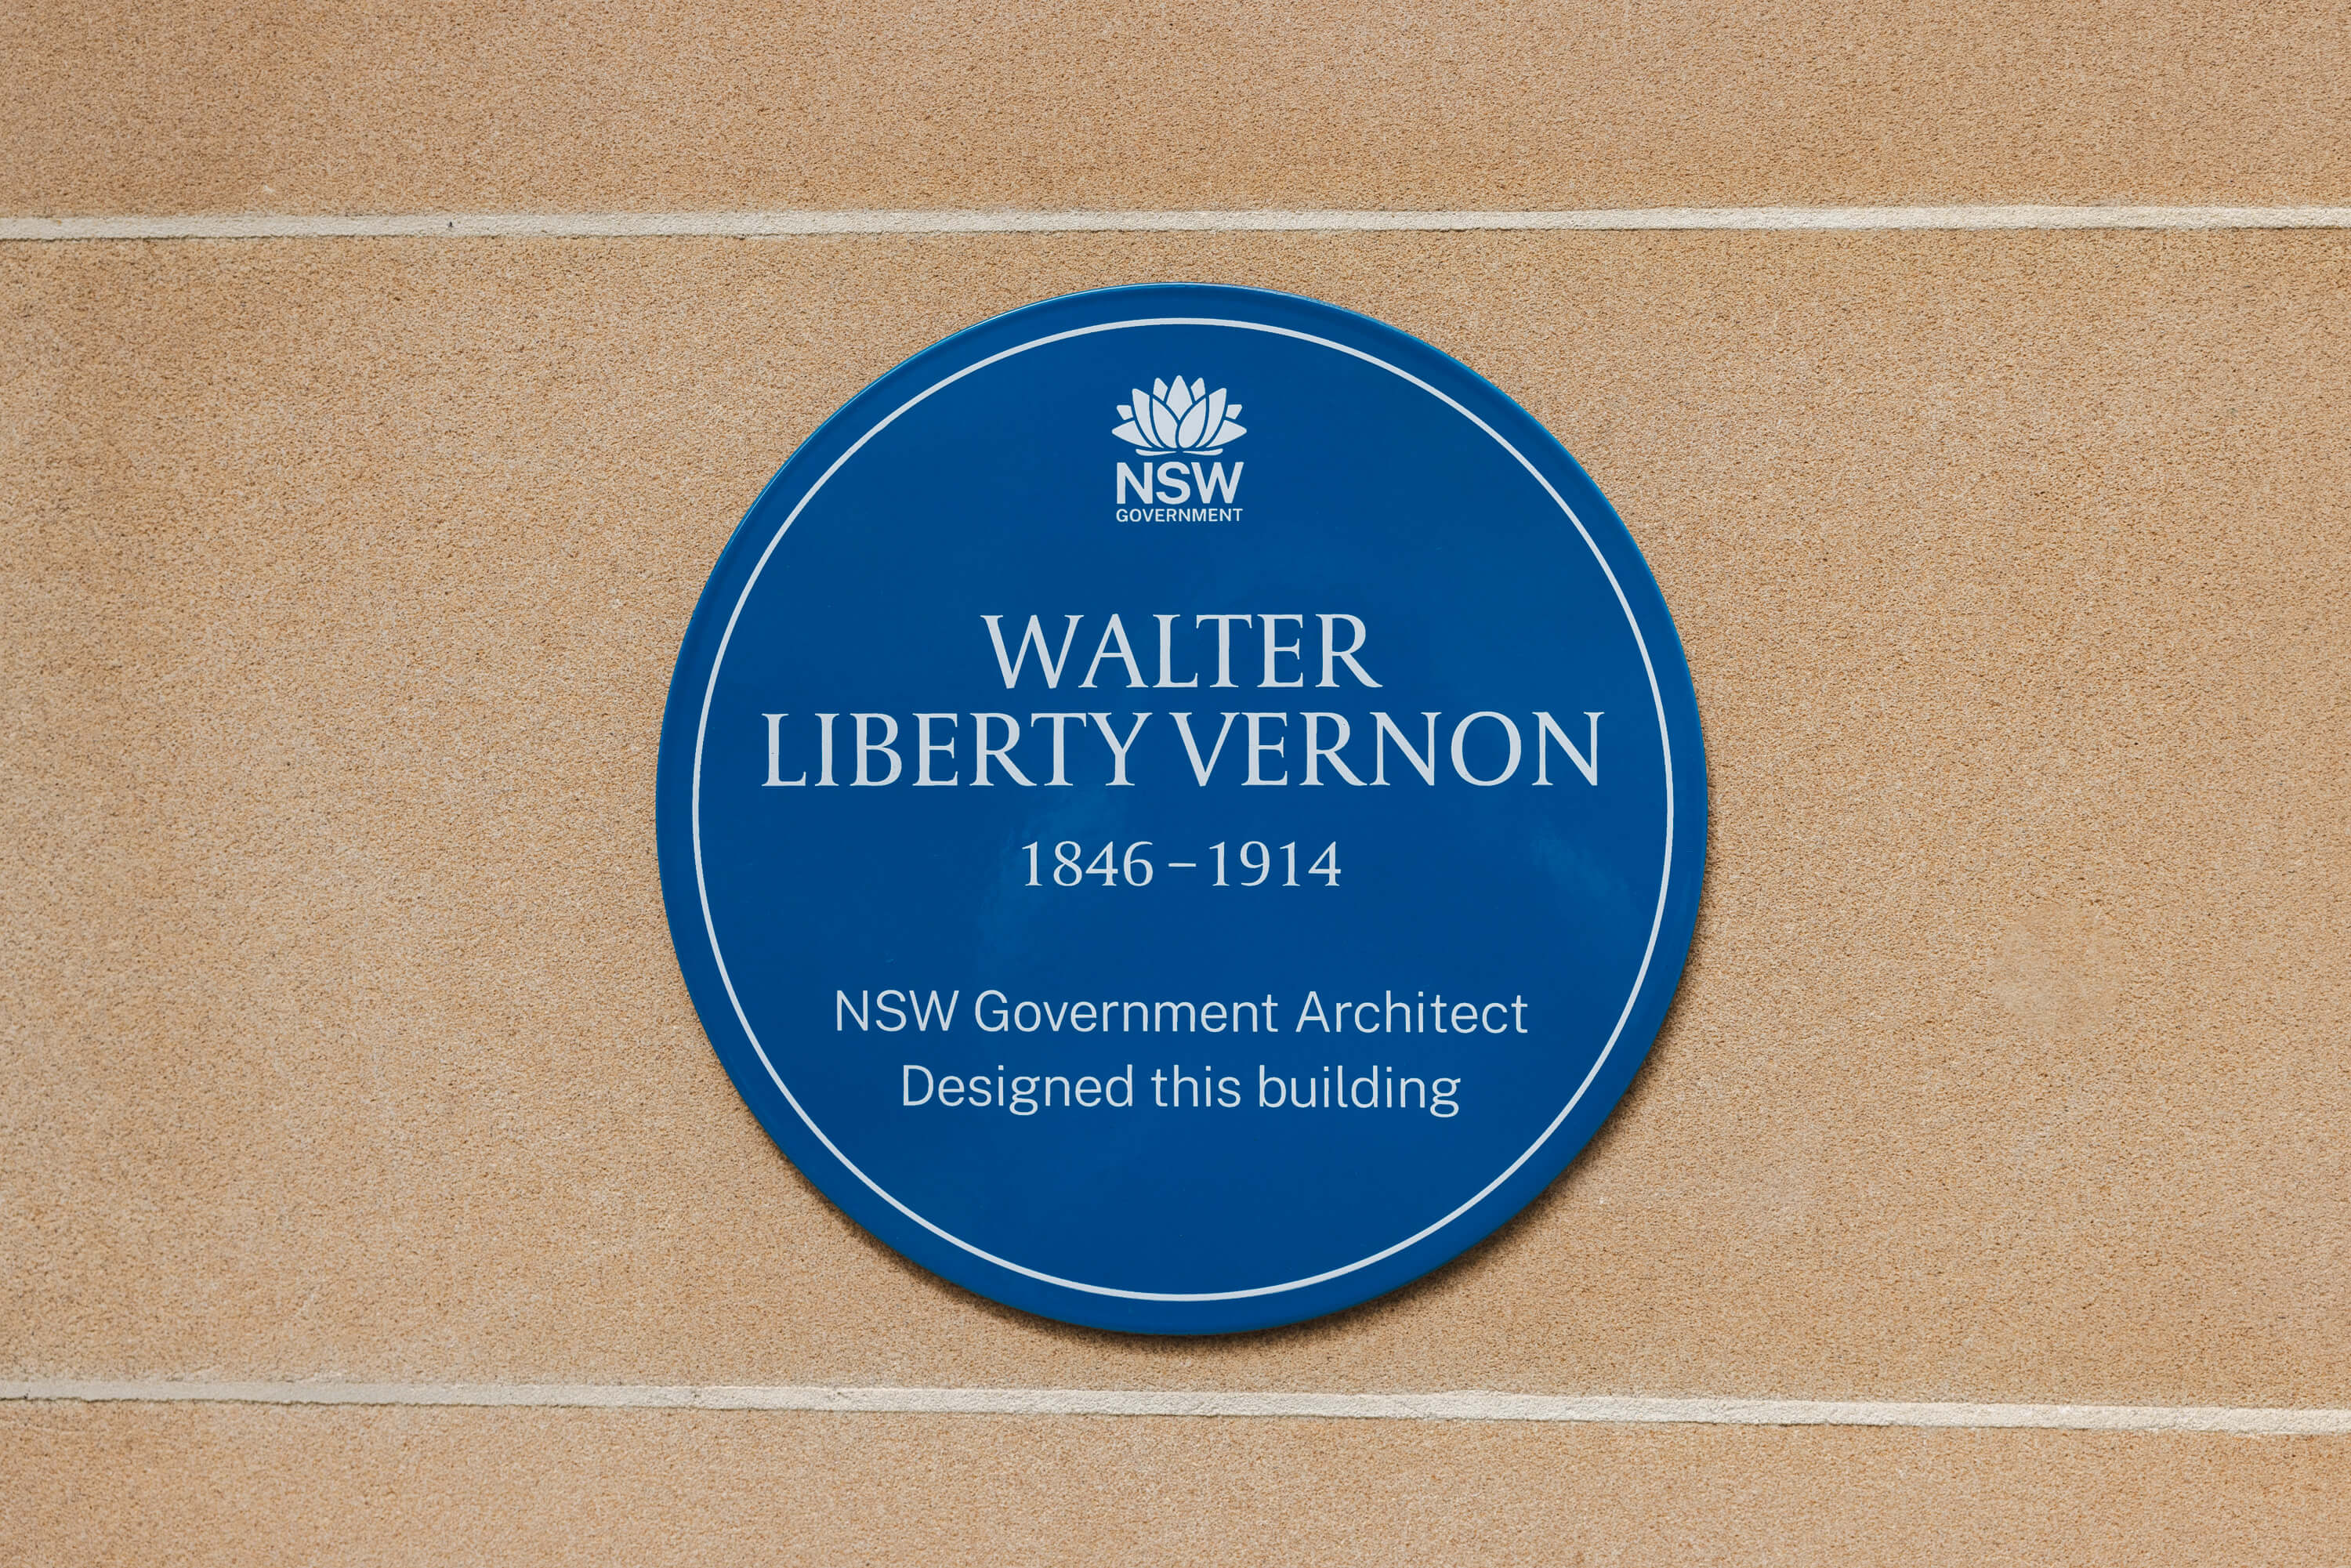 NSW
GOVERNMENT
WALTER
LIBERTY VERNON
1846 – 1914
NSW Government Architect
Designed this building